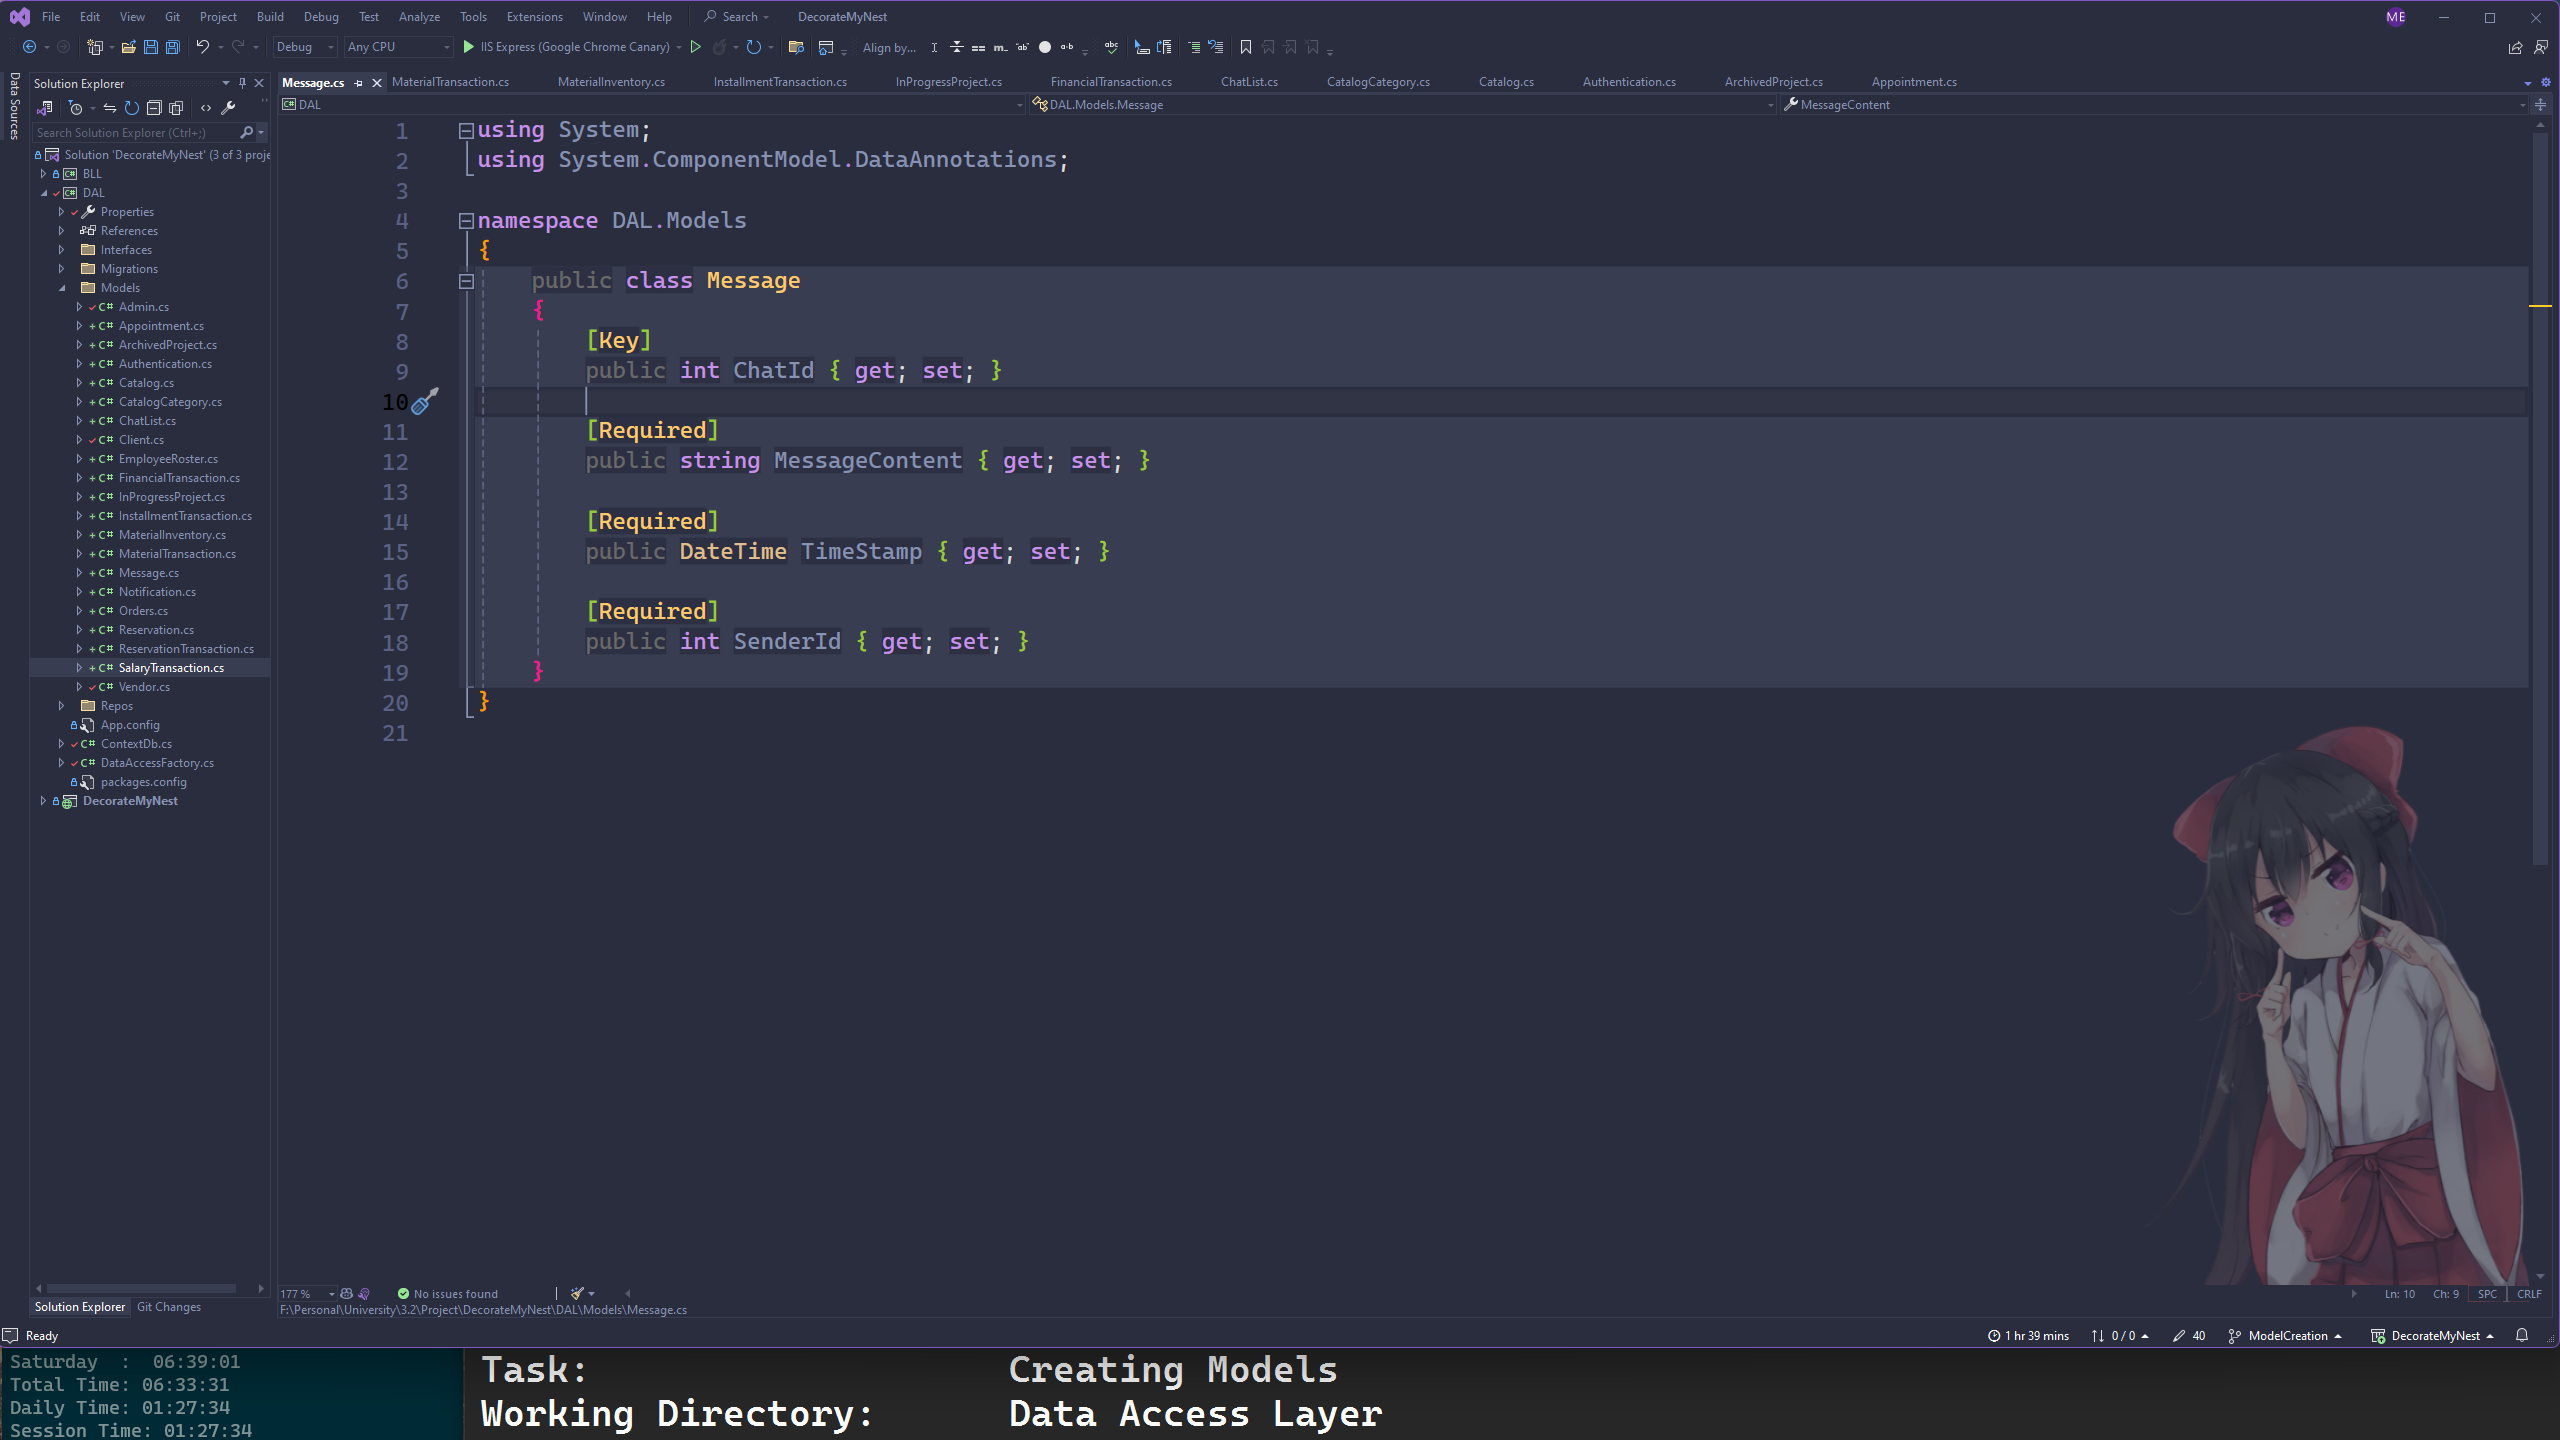 File Edit View Git Project Build Debug Test Analyze Tools Extensions Window Help Search DecorateMyNest ME
Debug Any CPU IIS Express (Google Chrome Canary) Align by...
Data Sources
Solution Explorer
Search Solution Explorer (Ctrl+;)
Solution 'DecorateMyNest' (3 of 3 proje
BLL
DAL
Properties
References
Interfaces
Migrations
Models
Admin.cs
Appointment.cs
ArchivedProject.cs
Authentication.cs
Catalog.cs
CatalogCategory.cs
ChatList.cs
Client.cs
EmployeeRoster.cs
FinancialTransaction.cs
InProgressProject.cs
InstallmentTransaction.cs
MaterialInventory.cs
MaterialTransaction.cs
Message.cs
Notification.cs
Orders.cs
Reservation.cs
ReservationTransaction.cs
SalaryTransaction.cs
Vendor.cs
Repos
App.config
ContextDb.cs
DataAccessFactory.cs
packages.config
DecorateMyNest
Solution Explorer Git Changes
Message.cs MaterialTransaction.cs MaterialInventory.cs InstallmentTransaction.cs InProgressProject.cs FinancialTransaction.cs ChatList.cs CatalogCategory.cs Catalog.cs Authentication.cs ArchivedProject.cs Appointment.cs
DAL DAL.Models.Message MessageContent
1 using System;
2 using System.ComponentModel.DataAnnotations;
3
4 namespace DAL.Models
5 {
6 public class Message
7 {
8 [Key]
9 public int ChatId { get; set; }
10
11 [Required]
12 public string MessageContent { get; set; }
13
14 [Required]
15 public DateTime TimeStamp { get; set; }
16
17 [Required]
18 public int SenderId { get; set; }
19 }
20 }
21
177 % No issues found Ln: 10 Ch: 9 SPC CRLF
F:\Personal\University\3.2\Project\DecorateMyNest\DAL\Models\Message.cs
Ready 1 hr 39 mins 0 / 0 40 ModelCreation DecorateMyNest
Saturday : 06:39:01
Total Time: 06:33:31
Daily Time: 01:27:34
Session Time: 01:27:34
Task: Creating Models
Working Directory: Data Access Layer